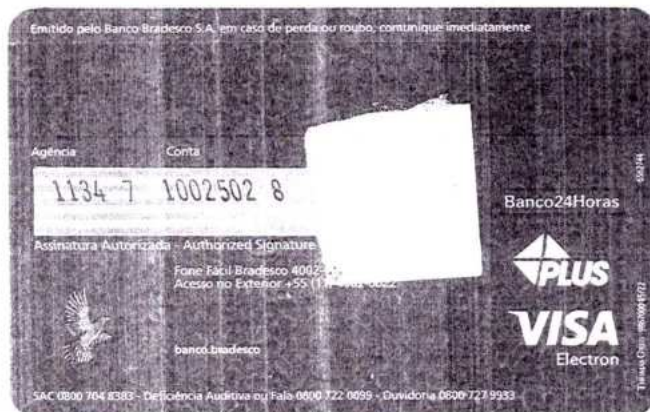 Emitido pelo Banco Bradesco S.A. em caso de perda ou roubo, comunique imediatamente
Agência Conta
1134 7 1002502 8
Banco24Horas
Assinatura Autorizada - Authorized Signature
Fone Fácil Bradesco 4002
Acesso no Exterior +55 (11
PLUS
VISA
Electron
banco.bradesco
SAC 0800 704 8383 - Deficiência Auditiva ou Fala 0800 722 0099 - Ouvidoria 0800 727 9933